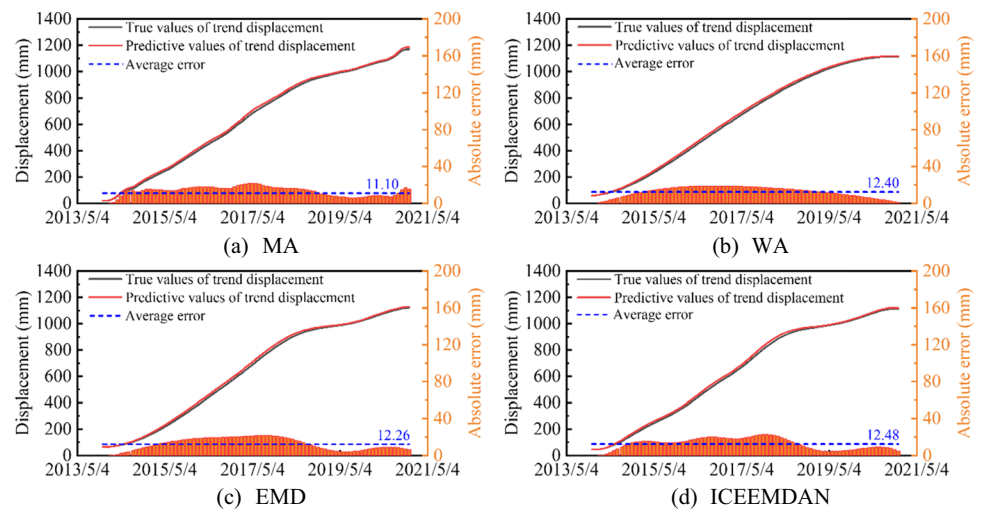 1400
1200
1000
800
600
400
200
0
Displacement (mm)
True values of trend displacement
Predictive values of trend displacement
Average error
11.10
200
160
120
80
40
0
Absolute error (mm)
2013/5/4 2015/5/4 2017/5/4 2019/5/4 2021/5/4
(a) MA
1400
1200
1000
800
600
400
200
0
Displacement (mm)
True values of trend displacement
Predictive values of trend displacement
Average error
12.40
200
160
120
80
40
0
Absolute error (mm)
2013/5/4 2015/5/4 2017/5/4 2019/5/4 2021/5/4
(b) WA
1400
1200
1000
800
600
400
200
0
Displacement (mm)
True values of trend displacement
Predictive values of trend displacement
Average error
12.26
200
160
120
80
40
0
Absolute error (mm)
2013/5/4 2015/5/4 2017/5/4 2019/5/4 2021/5/4
(c) EMD
1400
1200
1000
800
600
400
200
0
Displacement (mm)
True values of trend displacement
Predictive values of trend displacement
Average error
12.48
200
160
120
80
40
0
Absolute error (mm)
2013/5/4 2015/5/4 2017/5/4 2019/5/4 2021/5/4
(d) ICEEMDAN